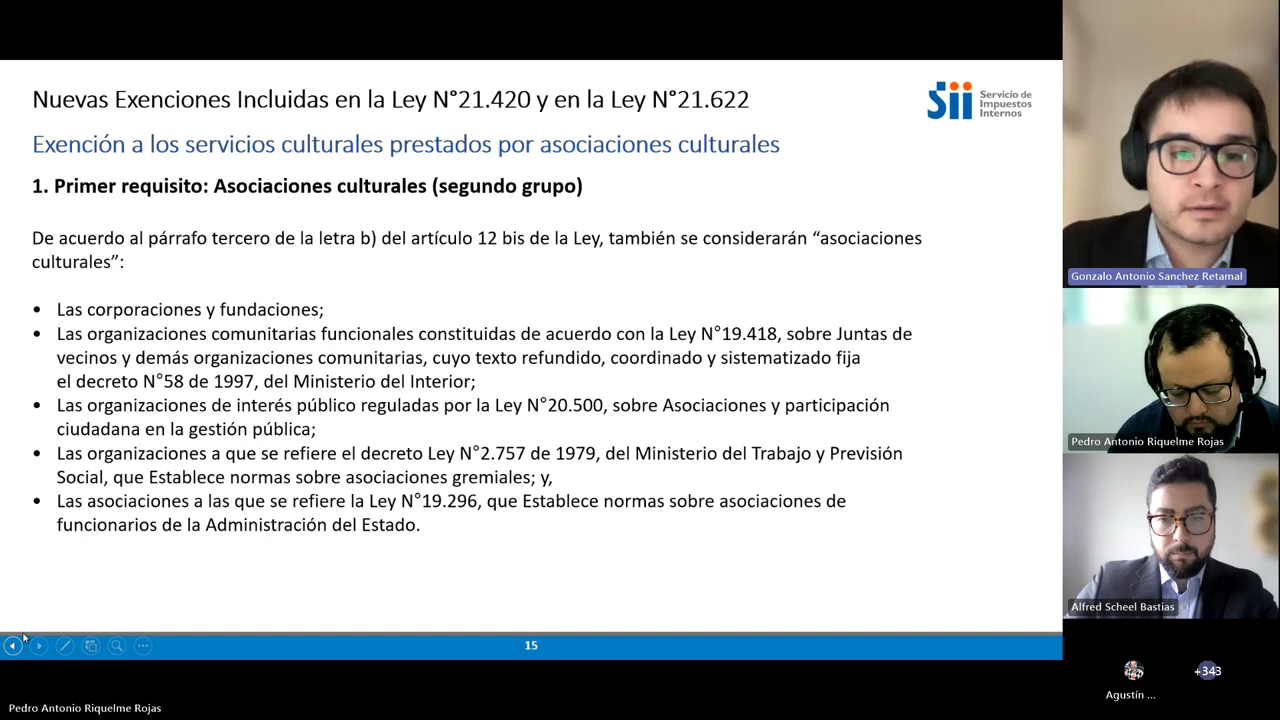 Nuevas Exenciones Incluidas en la Ley N°21.420 y en la Ley N°21.622
Sii Servicio de
Impuestos
Internos
Exención a los servicios culturales prestados por asociaciones culturales
1. Primer requisito: Asociaciones culturales (segundo grupo)
De acuerdo al párrafo tercero de la letra b) del artículo 12 bis de la Ley, también se considerarán “asociaciones
culturales”:
• Las corporaciones y fundaciones;
• Las organizaciones comunitarias funcionales constituidas de acuerdo con la Ley N°19.418, sobre Juntas de
vecinos y demás organizaciones comunitarias, cuyo texto refundido, coordinado y sistematizado fija
el decreto N°58 de 1997, del Ministerio del Interior;
• Las organizaciones de interés público reguladas por la Ley N°20.500, sobre Asociaciones y participación
ciudadana en la gestión pública;
• Las organizaciones a que se refiere el decreto Ley N°2.757 de 1979, del Ministerio del Trabajo y Previsión
Social, que Establece normas sobre asociaciones gremiales; y,
• Las asociaciones a las que se refiere la Ley N°19.296, que Establece normas sobre asociaciones de
funcionarios de la Administración del Estado.
15
Pedro Antonio Riquelme Rojas
Gonzalo Antonio Sanchez Retamal
Pedro Antonio Riquelme Rojas
Alfred Scheel Bastias
Agustín ...
+343